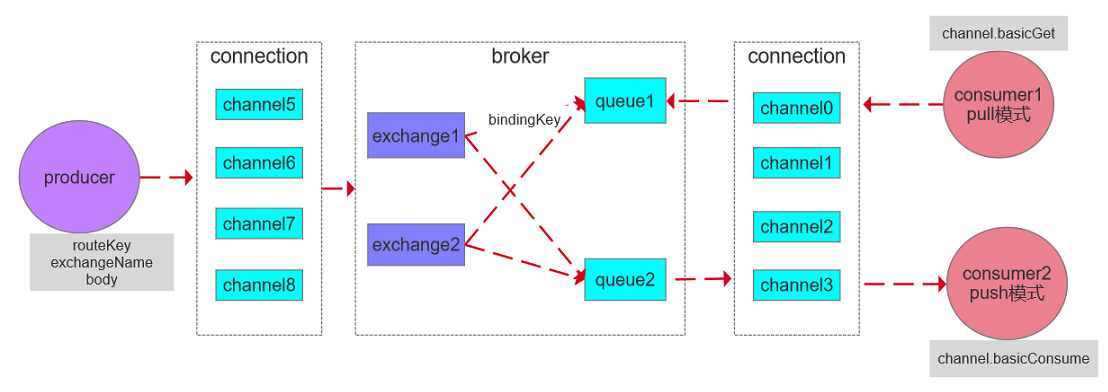 producer
routeKey
exchangeName
body
connection
channel5
channel6
channel7
channel8
broker
exchange1
exchange2
bindingKey
queue1
queue2
connection
channel0
channel1
channel2
channel3
channel.basicGet
consumer1
pull模式
consumer2
push模式
channel.basicConsume